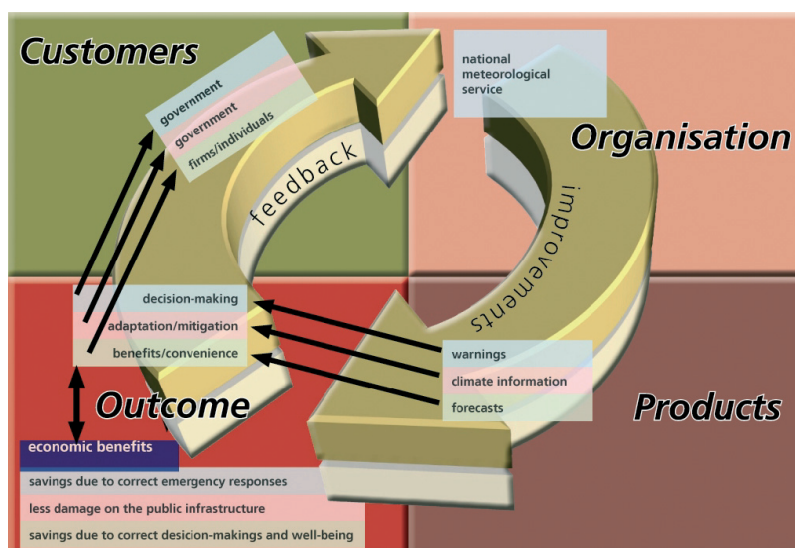 Customers
government
government
firms/individuals
national
meteorological
service
Organisation
feedback
improvements
decision-making
adaptation/mitigation
benefits/convenience
warnings
climate information
forecasts
Outcome
Products
economic benefits
savings due to correct emergency responses
less damage on the public infrastructure
savings due to correct desicion-makings and well-being